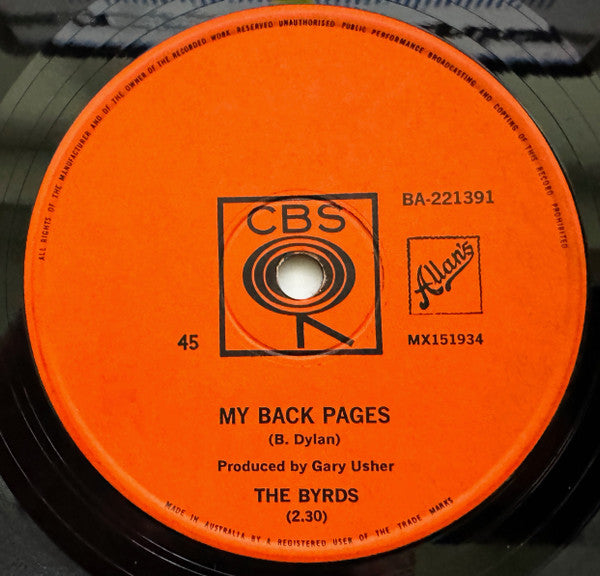 ALL RIGHTS OF THE MANUFACTURER AND OF THE OWNER OF THE RECORDED WORK RESERVED UNAUTHORISED PUBLIC PERFORMANCE BROADCASTING AND COPYING OF THIS RECORD PROHIBITED
CBS
BA-221391
Allan's
45
MX151934
MY BACK PAGES
(B. Dylan)
Produced by Gary Usher
THE BYRDS
(2.30)
MADE IN AUSTRALIA BY A REGISTERED USER OF THE TRADE MARKS